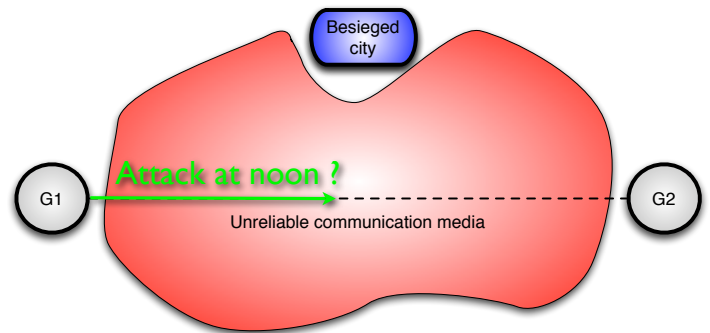 Besieged
city
Attack at noon ?
G1
G2
Unreliable communication media